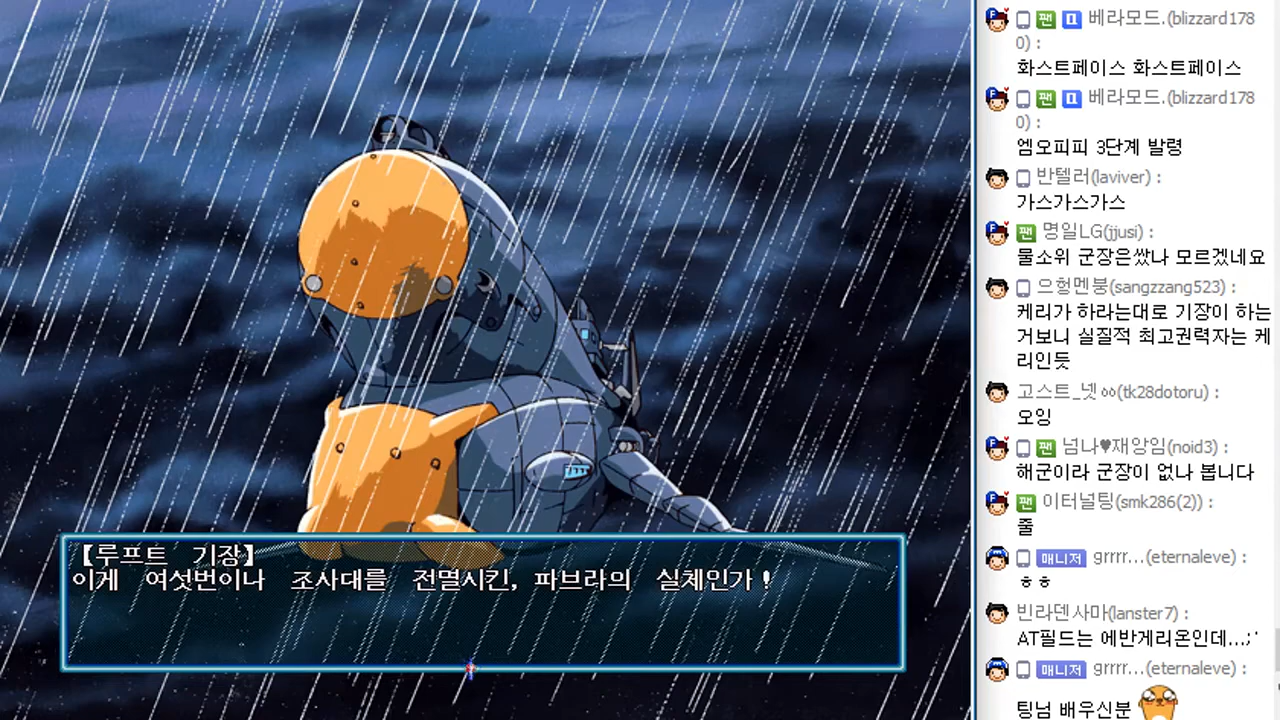 【루프트 기장】
이게 여섯번이나 조사대를 전멸시킨, 파브라의 실체인가!
팬 베라모드.(blizzard178
0) :
화스트페이스 화스트페이스
팬 베라모드.(blizzard178
0) :
엠오피피 3단계 발령
반텔러(laviver) :
가스가스가스
팬 명일LG(jjusi) :
물소위 군장은쌌나 모르겠네요
으헝멘붕(sangzzang523) :
케리가 하라는대로 기장이 하는
거보니 실질적 최고권력자는 케
리인듯
고스트_넷∞(tk28dotoru) :
오잉
팬 넘나♥재앙임(noid3) :
해군이라 군장이 없나 봅니다
팬 이터널팅(smk286(2)) :
줄
매니저 grrrr...(eternaleve) :
ㅎㅎ
빈라덴사마(lanster7) :
AT필드는 에반게리온인데...;'
매니저 grrrr...(eternaleve) :
팅님 배우신분